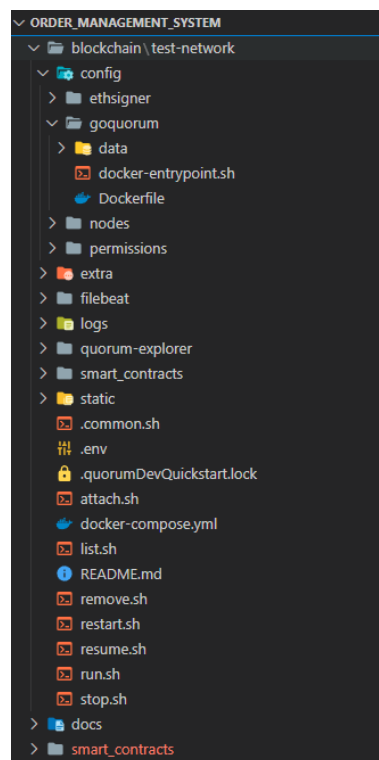 ORDER_MANAGEMENT_SYSTEM
blockchain\test-network
config
ethsigner
goquorum
data
docker-entrypoint.sh
Dockerfile
nodes
permissions
extra
filebeat
logs
quorum-explorer
smart_contracts
static
.common.sh
.env
.quorumDevQuickstart.lock
attach.sh
docker-compose.yml
list.sh
README.md
remove.sh
restart.sh
resume.sh
run.sh
stop.sh
docs
smart_contracts